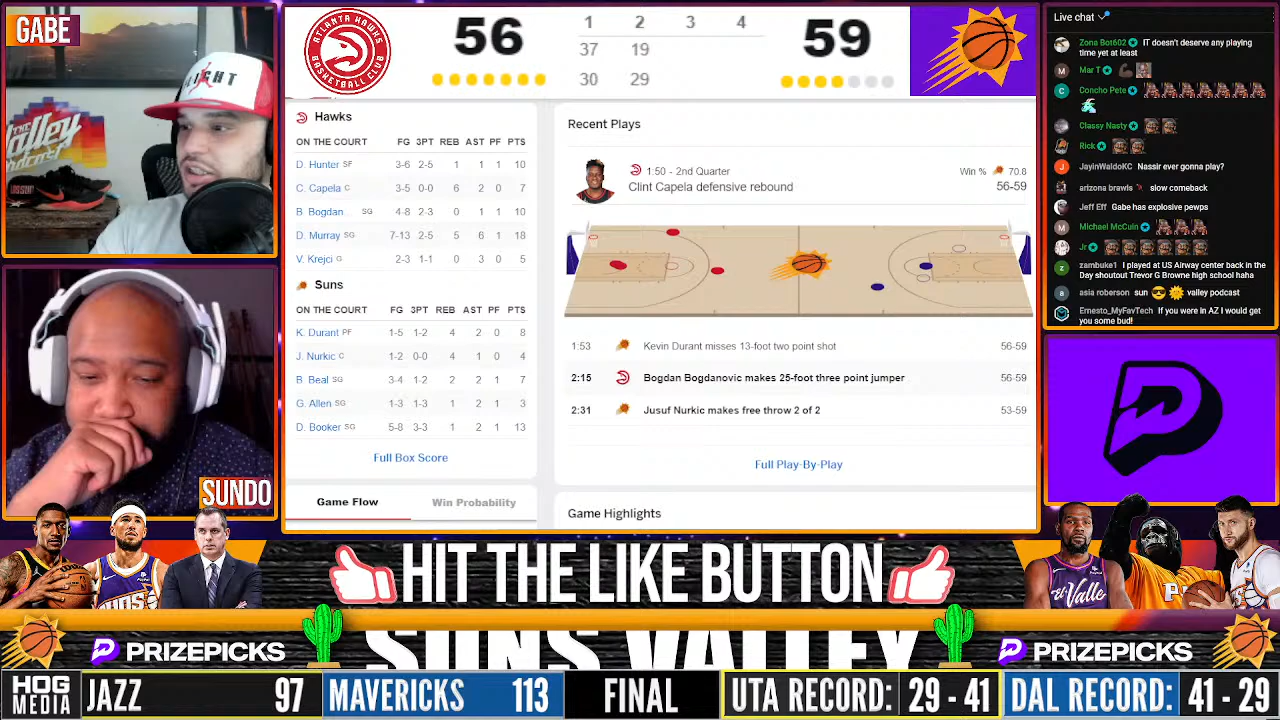 GABE
FLIGHT
THE
Valley
podcast
SUNDO
ATLANTA HAWKS
BASKETBALL CLUB
56
1 2 3 4
37 19
30 29
59
Hawks
ON THE COURT FG 3PT REB AST PF PTS
D. Hunter SF 3-6 2-5 1 1 1 10
C. Capela C 3-5 0-0 6 2 0 7
B. Bogdan... SG 4-8 2-3 0 1 1 10
D. Murray SG 7-13 2-5 5 6 1 18
V. Krejci G 2-3 1-1 0 3 0 5
Suns
ON THE COURT FG 3PT REB AST PF PTS
K. Durant PF 1-5 1-2 4 2 0 8
J. Nurkic C 1-2 0-0 4 1 0 4
B. Beal SG 3-4 1-2 2 2 1 7
G. Allen SG 1-3 1-3 1 2 1 3
D. Booker SG 5-8 3-3 1 2 1 13
Full Box Score
Game Flow Win Probability
Recent Plays
1:50 - 2nd Quarter
Clint Capela defensive rebound
Win % 70.8
56-59
1:53 Kevin Durant misses 13-foot two point shot 56-59
2:15 Bogdan Bogdanovic makes 25-foot three point jumper 56-59
2:31 Jusuf Nurkic makes free throw 2 of 2 53-59
Full Play-By-Play
Game Highlights
Live chat
Zona Bot602 IT doesn't deserve any playing
time yet at least
Mar T
Concho Pete
Classy Nasty
Rick
JayinWaldoKC Nassir ever gonna play?
arizona brawls slow comeback
Jeff Eff Gabe has explosive pewps
Michael McCuin
Jr
zambuke1 I played at US Airway center back in the
Day shoutout Trevor G Browne high school haha
asia roberson sun 😎 ☀️ valley podcast
Ernesto_MyFavTech If you were in AZ I would get
you some bud!
HIT THE LIKE BUTTON
PRIZEPICKS
SUNS VALLEY
PRIZEPICKS
HOG
MEDIA
JAZZ 97
MAVERICKS 113
FINAL
UTA RECORD: 29 - 41
DAL RECORD: 41 - 29